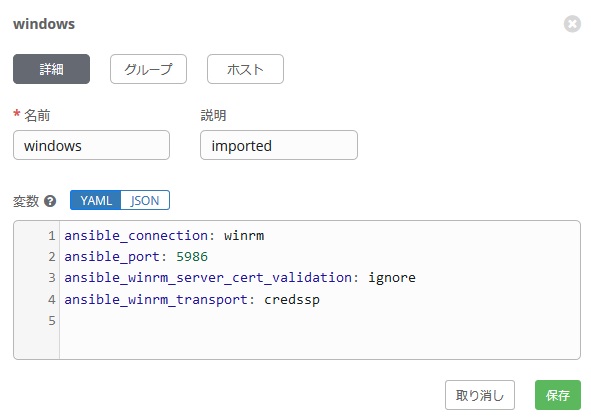 windows
詳細 グループ ホスト
* 名前 説明
windows imported
変数 ? YAML JSON
1 ansible_connection: winrm
2 ansible_port: 5986
3 ansible_winrm_server_cert_validation: ignore
4 ansible_winrm_transport: credssp
5
取り消し 保存